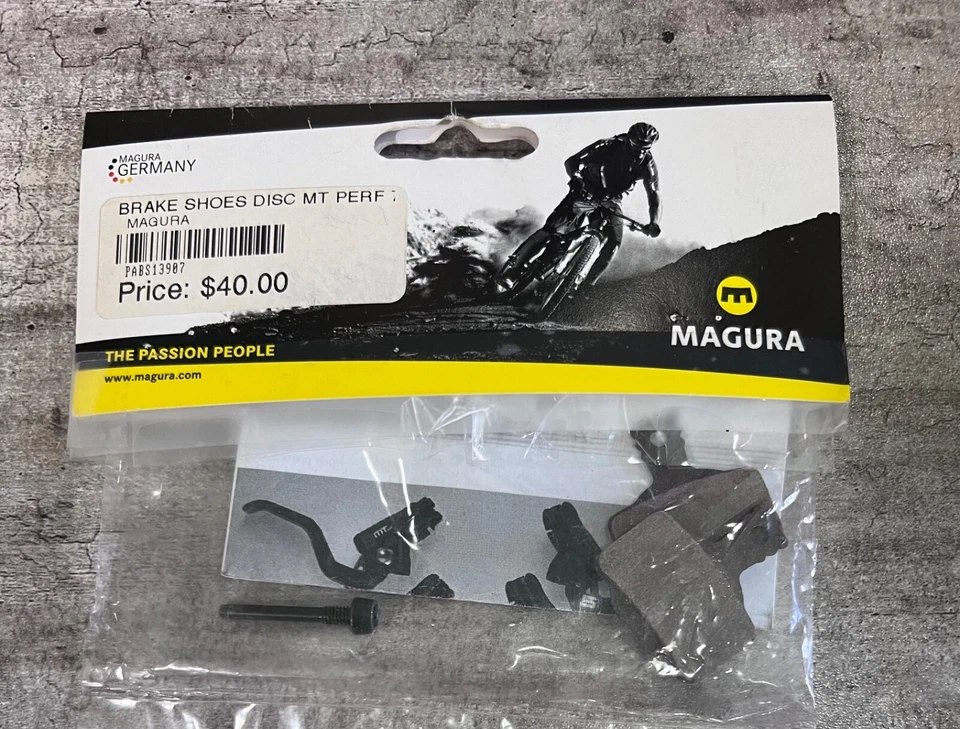 MAGURA
GERMANY
BRAKE SHOES DISC MT PERF
MAGURA
PABS13907
Price: $40.00
MAGURA
THE PASSION PEOPLE
www.magura.com
MT